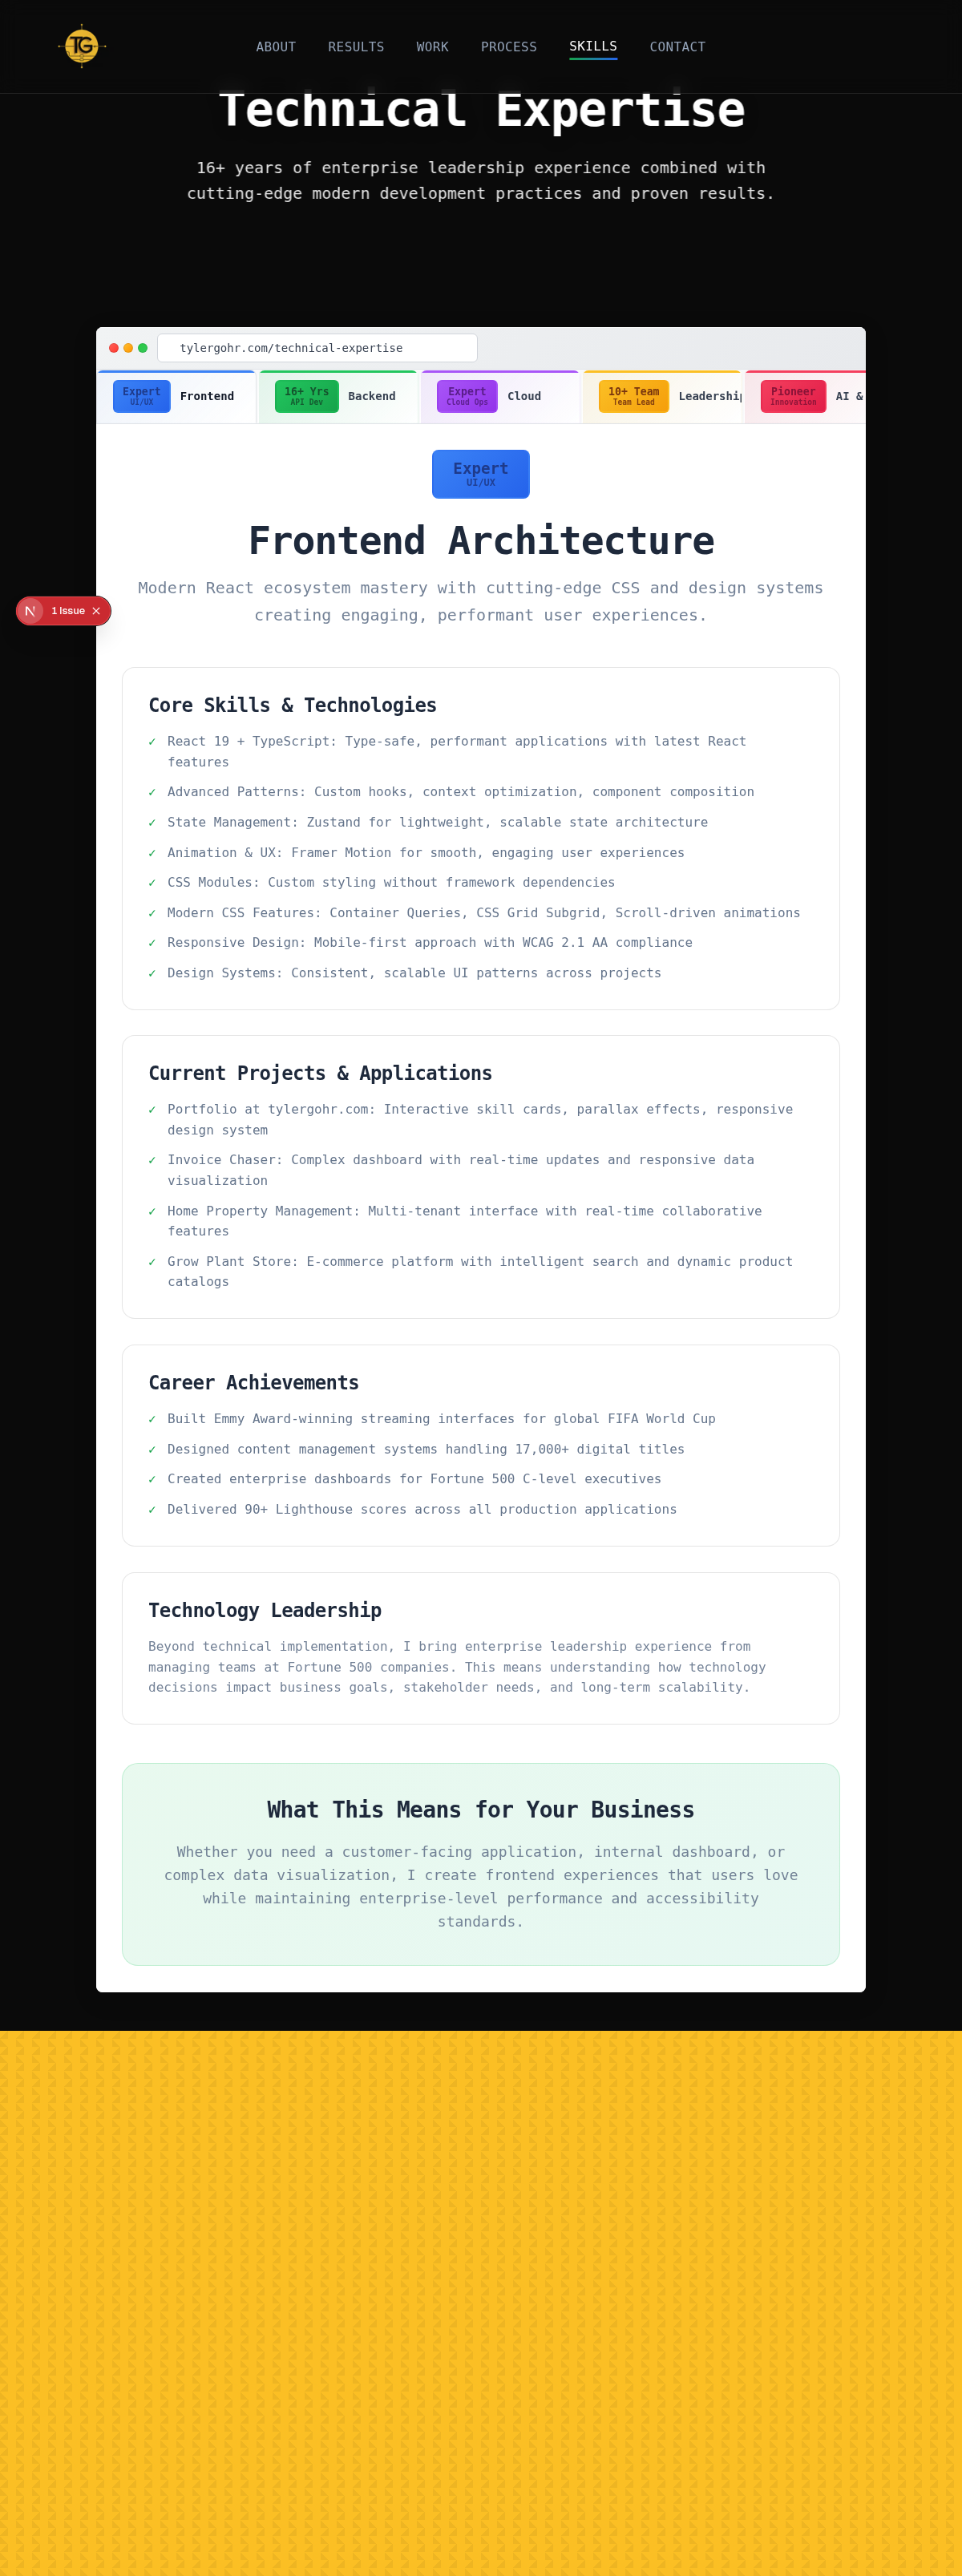 TG
ABOUT RESULTS WORK PROCESS SKILLS CONTACT
Technical Expertise
16+ years of enterprise leadership experience combined with
cutting-edge modern development practices and proven results.
tylergohr.com/technical-expertise
Expert
UI/UX
Frontend
16+ Yrs
API Dev
Backend
Expert
Cloud Ops
Cloud
10+ Team
Team Lead
Leadership
Pioneer
Innovation
AI &
Expert
UI/UX
Frontend Architecture
Modern React ecosystem mastery with cutting-edge CSS and design systems
creating engaging, performant user experiences.
1 Issue
Core Skills & Technologies
✓ React 19 + TypeScript: Type-safe, performant applications with latest React
features
✓ Advanced Patterns: Custom hooks, context optimization, component composition
✓ State Management: Zustand for lightweight, scalable state architecture
✓ Animation & UX: Framer Motion for smooth, engaging user experiences
✓ CSS Modules: Custom styling without framework dependencies
✓ Modern CSS Features: Container Queries, CSS Grid Subgrid, Scroll-driven animations
✓ Responsive Design: Mobile-first approach with WCAG 2.1 AA compliance
✓ Design Systems: Consistent, scalable UI patterns across projects
Current Projects & Applications
✓ Portfolio at tylergohr.com: Interactive skill cards, parallax effects, responsive
design system
✓ Invoice Chaser: Complex dashboard with real-time updates and responsive data
visualization
✓ Home Property Management: Multi-tenant interface with real-time collaborative
features
✓ Grow Plant Store: E-commerce platform with intelligent search and dynamic product
catalogs
Career Achievements
✓ Built Emmy Award-winning streaming interfaces for global FIFA World Cup
✓ Designed content management systems handling 17,000+ digital titles
✓ Created enterprise dashboards for Fortune 500 C-level executives
✓ Delivered 90+ Lighthouse scores across all production applications
Technology Leadership
Beyond technical implementation, I bring enterprise leadership experience from
managing teams at Fortune 500 companies. This means understanding how technology
decisions impact business goals, stakeholder needs, and long-term scalability.
What This Means for Your Business
Whether you need a customer-facing application, internal dashboard, or
complex data visualization, I create frontend experiences that users love
while maintaining enterprise-level performance and accessibility
standards.